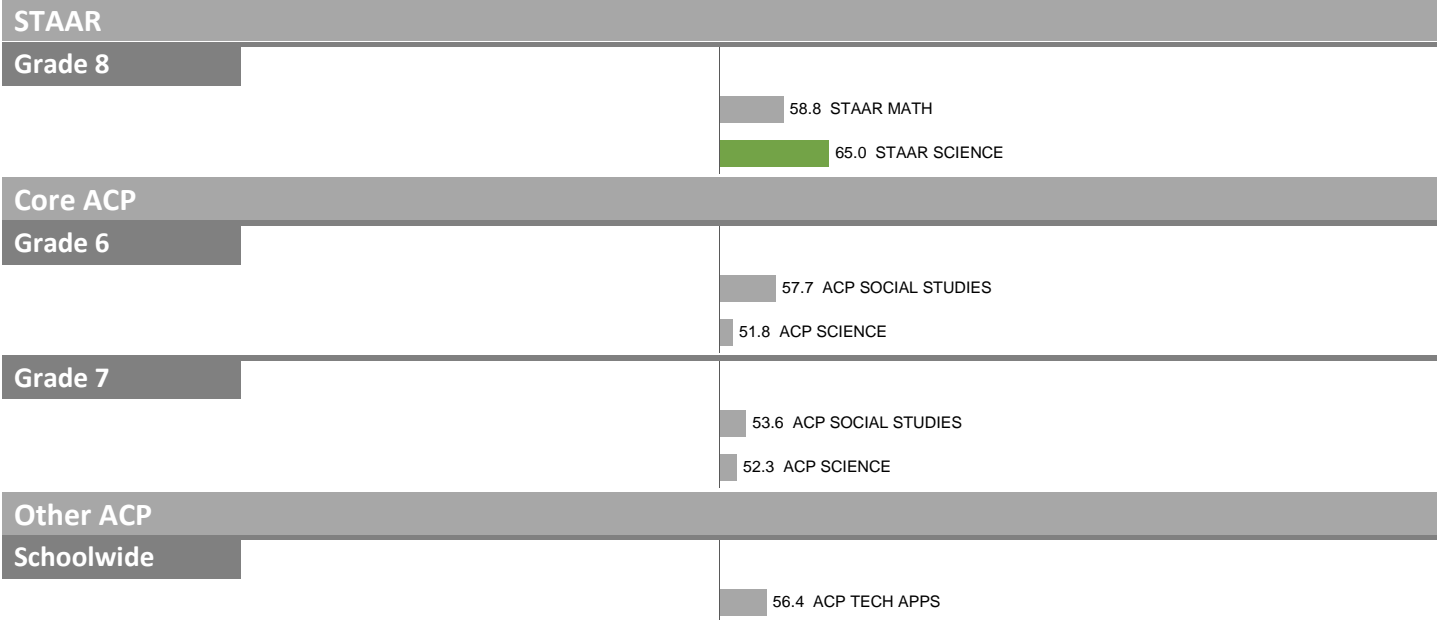 STAAR
Grade 8
58.8 STAAR MATH
65.0 STAAR SCIENCE
Core ACP
Grade 6
57.7 ACP SOCIAL STUDIES
51.8 ACP SCIENCE
Grade 7
53.6 ACP SOCIAL STUDIES
52.3 ACP SCIENCE
Other ACP
Schoolwide
56.4 ACP TECH APPS